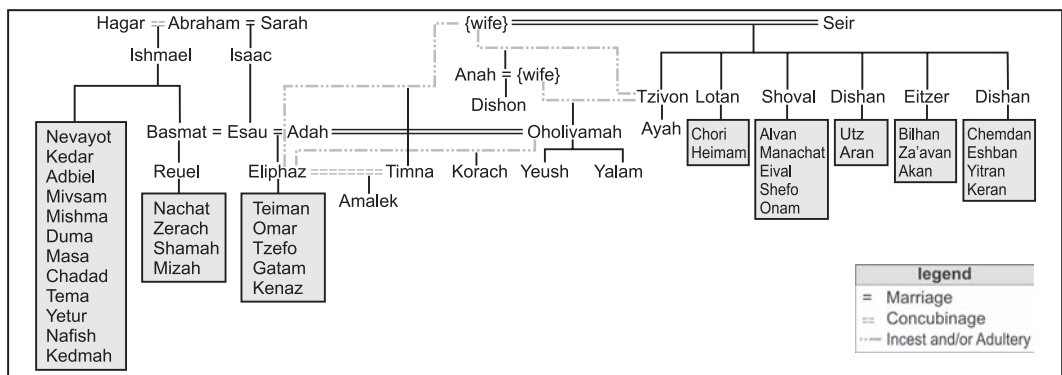 Hagar == Abraham = Sarah {wife} Seir
Ishmael Isaac
Anah = {wife}
Dishon
Tzivon Lotan Shoval Dishan Eitzer Dishan
Ayah
Chori
Heimam
Alvan
Manachat
Eival
Shefo
Onam
Utz
Aran
Bilhan
Za'avan
Akan
Chemdan
Eshban
Yitran
Keran
Basmat = Esau = Adah Oholivamah
Reuel Eliphaz Timna Korach Yeush Yalam
Amalek
Nevayot
Kedar
Adbiel
Mivsam
Mishma
Duma
Masa
Chadad
Tema
Yetur
Nafish
Kedmah
Nachat
Zerach
Shamah
Mizah
Teiman
Omar
Tzefo
Gatam
Kenaz
legend
= Marriage
== Concubinage
Incest and/or Adultery